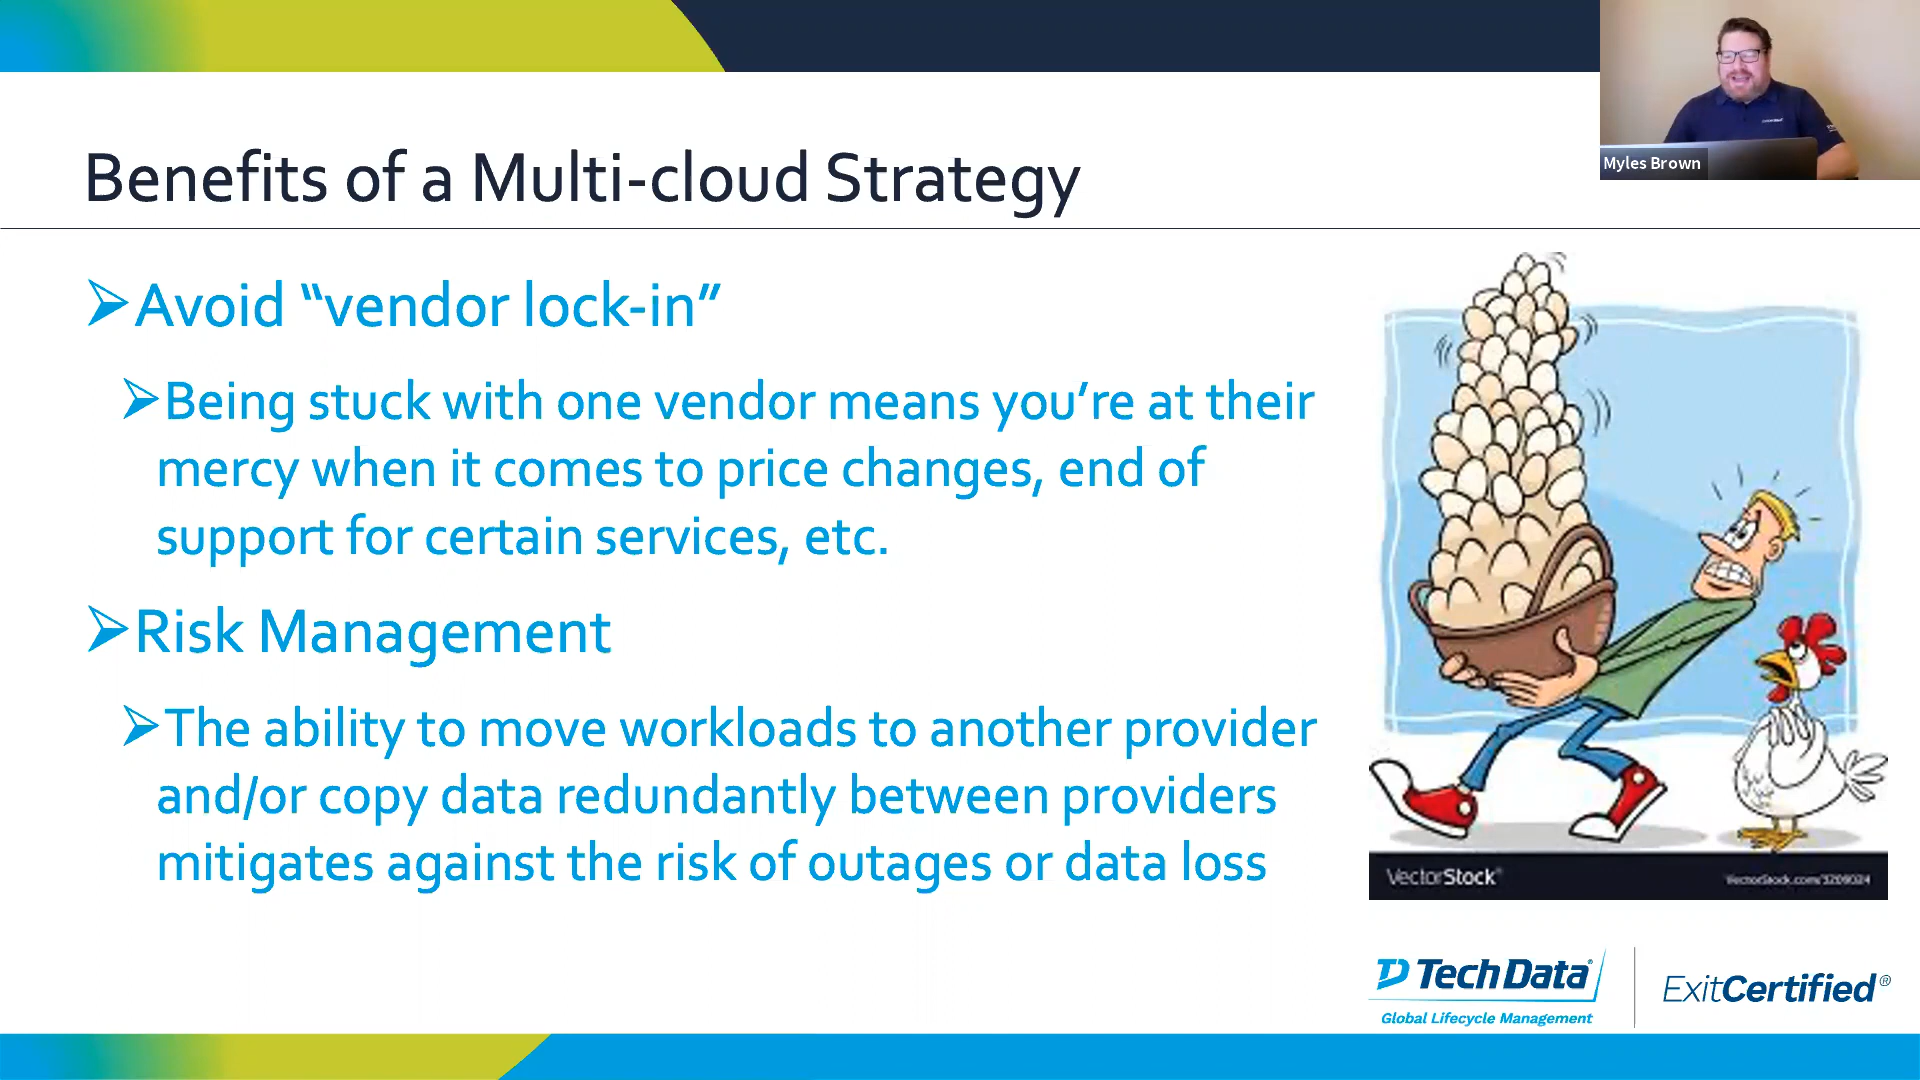 Myles Brown
Benefits of a Multi-cloud Strategy
➢Avoid “vendor lock-in”
➢Being stuck with one vendor means you’re at their
mercy when it comes to price changes, end of
support for certain services, etc.
➢Risk Management
➢The ability to move workloads to another provider
and/or copy data redundantly between providers
mitigates against the risk of outages or data loss
VectorStock®
TechData®
Global Lifecycle Management
ExitCertified®